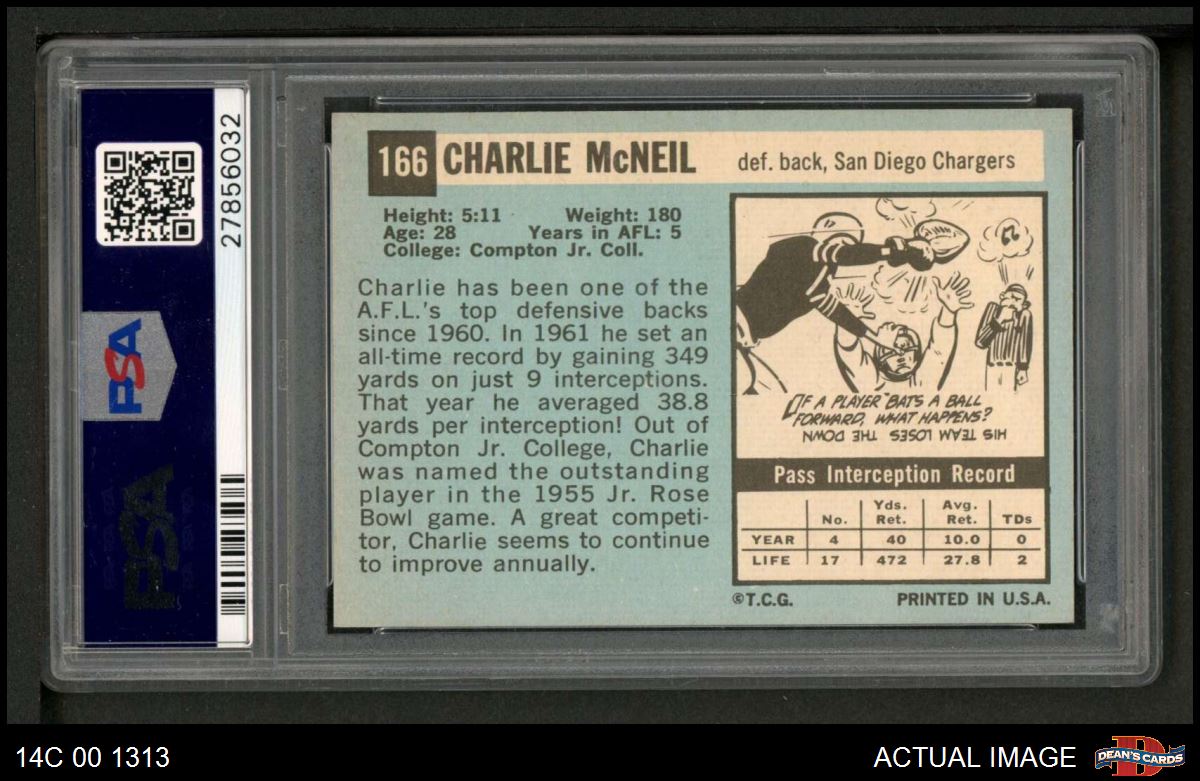 27856032
PSA
PSA
166 CHARLIE McNEIL def. back, San Diego Chargers
Height: 5:11 Weight: 180
Age: 28 Years in AFL: 5
College: Compton Jr. Coll.
Charlie has been one of the
A.F.L.'s top defensive backs
since 1960. In 1961 he set an
all-time record by gaining 349
yards on just 9 interceptions.
That year he averaged 38.8
yards per interception! Out of
Compton Jr. College, Charlie
was named the outstanding
player in the 1955 Jr. Rose
Bowl game. A great competi-
tor, Charlie seems to continue
to improve annually.
IF A PLAYER BATS A BALL
FORWARD, WHAT HAPPENS?
HIS TEAM LOSES THE DOWN
Pass Interception Record
No. Yds. Ret. Avg. Ret. TDs
YEAR 4 40 10.0 0
LIFE 17 472 27.8 2
©T.C.G. PRINTED IN U.S.A.
14C 00 1313 ACTUAL IMAGE
D
DEAN'S CARDS